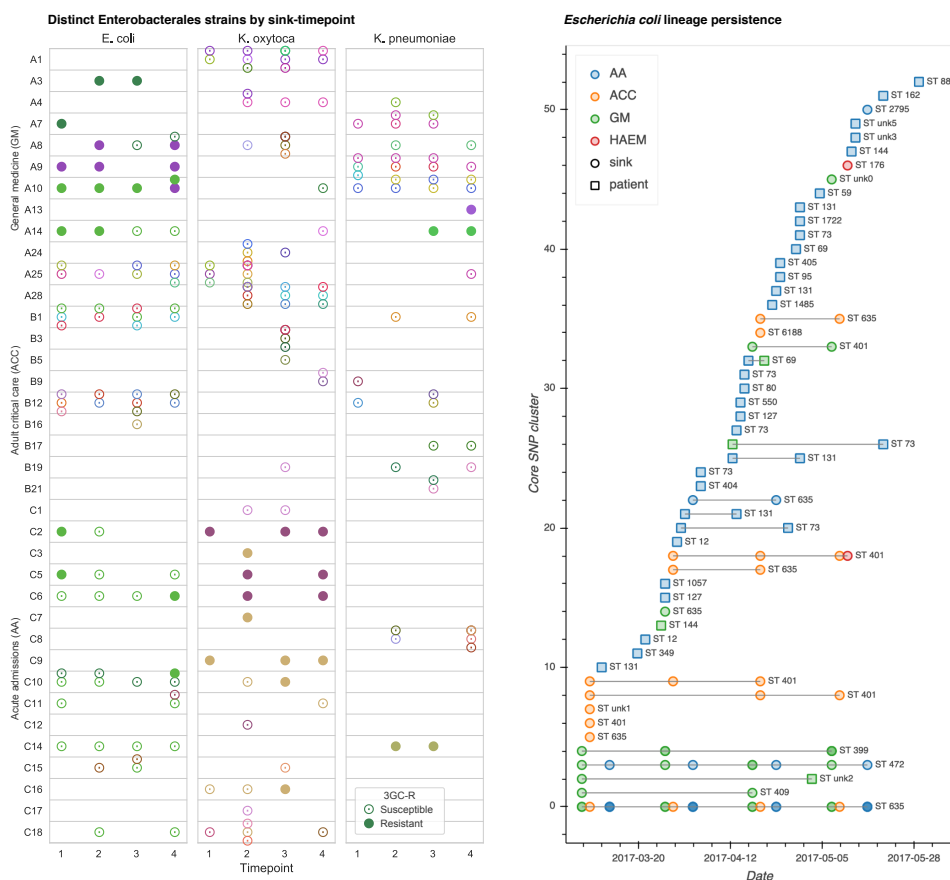 Distinct Enterobacterales strains by sink-timepoint
E. coli
K. oxytoca
K. pneumoniae
General medicine (GM)
Adult critical care (ACC)
Acute admissions (AA)
A1
A3
A4
A7
A8
A9
A10
A13
A14
A24
A25
A28
B1
B3
B5
B9
B12
B16
B17
B19
B21
C1
C2
C3
C5
C6
C7
C8
C9
C10
C11
C12
C14
C15
C16
C17
C18
3GC-R
Susceptible
Resistant
1 2 3 4
1 2 3 4
1 2 3 4
Timepoint
Escherichia coli lineage persistence
AA
ACC
GM
HAEM
sink
patient
Core SNP cluster
50
40
30
20
10
0
ST 88
ST 162
ST 2795
ST unk5
ST unk3
ST 144
ST 176
ST unk0
ST 59
ST 131
ST 1722
ST 73
ST 69
ST 405
ST 95
ST 131
ST 1485
ST 635
ST 6188
ST 401
ST 69
ST 73
ST 80
ST 550
ST 127
ST 73
ST 73
ST 131
ST 73
ST 404
ST 635
ST 131
ST 73
ST 12
ST 401
ST 635
ST 1057
ST 127
ST 635
ST 144
ST 12
ST 349
ST 131
ST 401
ST 401
ST unk1
ST 401
ST 635
ST 399
ST 472
ST unk2
ST 409
ST 635
2017-03-20
2017-04-12
2017-05-05
2017-05-28
Date